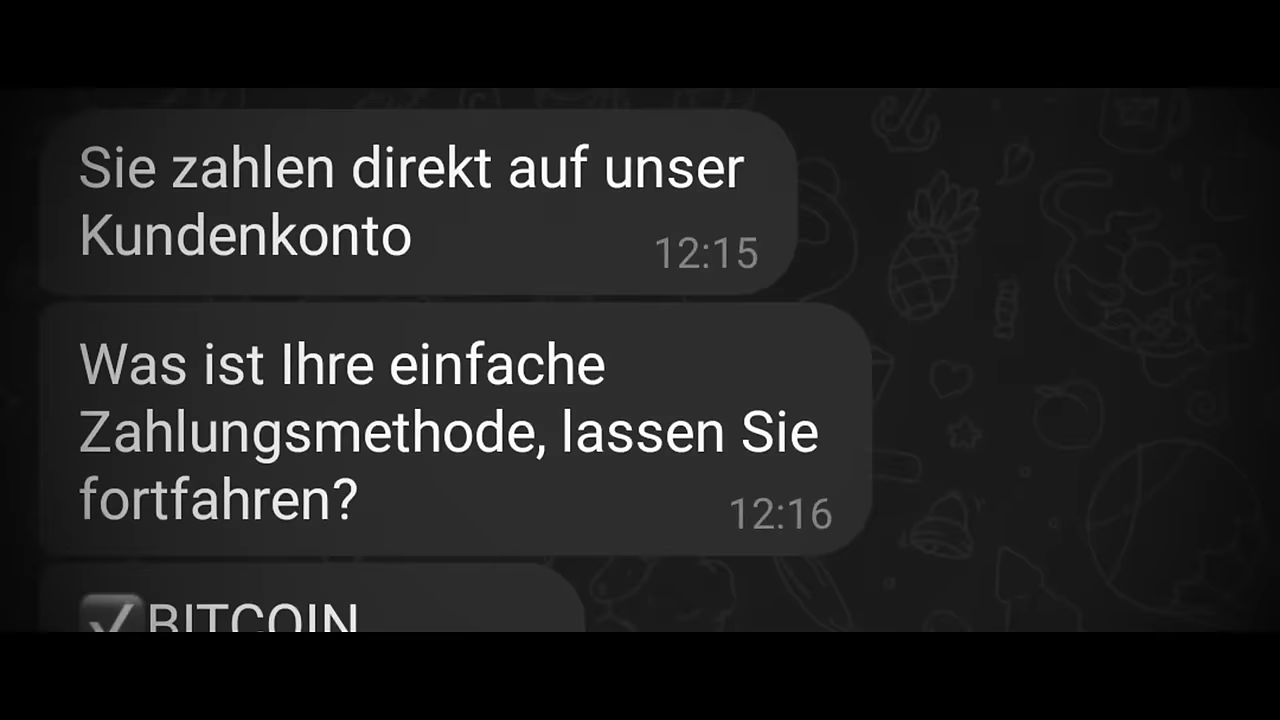 Sie zahlen direkt auf unser
Kundenkonto
12:15
Was ist Ihre einfache
Zahlungsmethode, lassen Sie
fortfahren?
12:16
✓BITCOIN